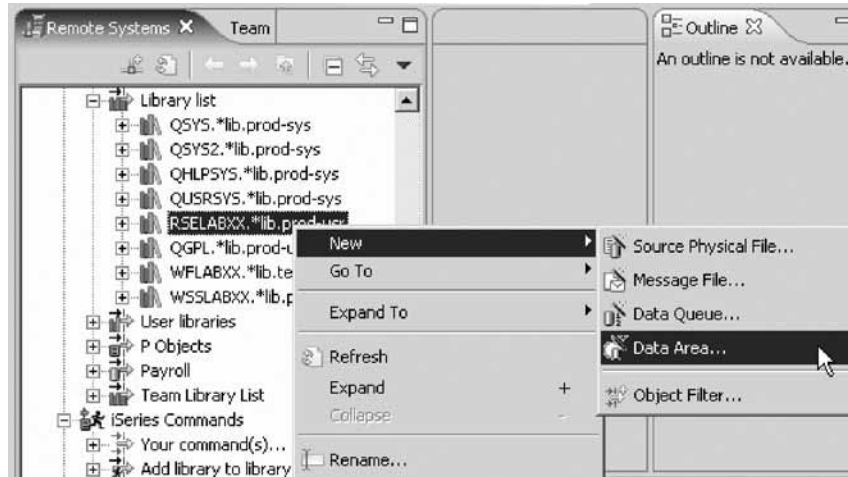 Remote Systems
Team
Outline
An outline is not available.
Library list
QSYS.*lib.prod-sys
QSYS2.*lib.prod-sys
QHLPSYS.*lib.prod-sys
QUSRSYS.*lib.prod-sys
RSELABXX.*lib.prod-usr
QGPL.*lib.prod-u
WFLABXX.*lib.te
WSSLABXX.*lib.p
User libraries
P Objects
Payroll
Team Library List
iSeries Commands
Your command(s)...
Add library to library
New
Go To
Expand To
Refresh
Expand +
Collapse -
Rename...
Source Physical File...
Message File...
Data Queue...
Data Area...
Object Filter...